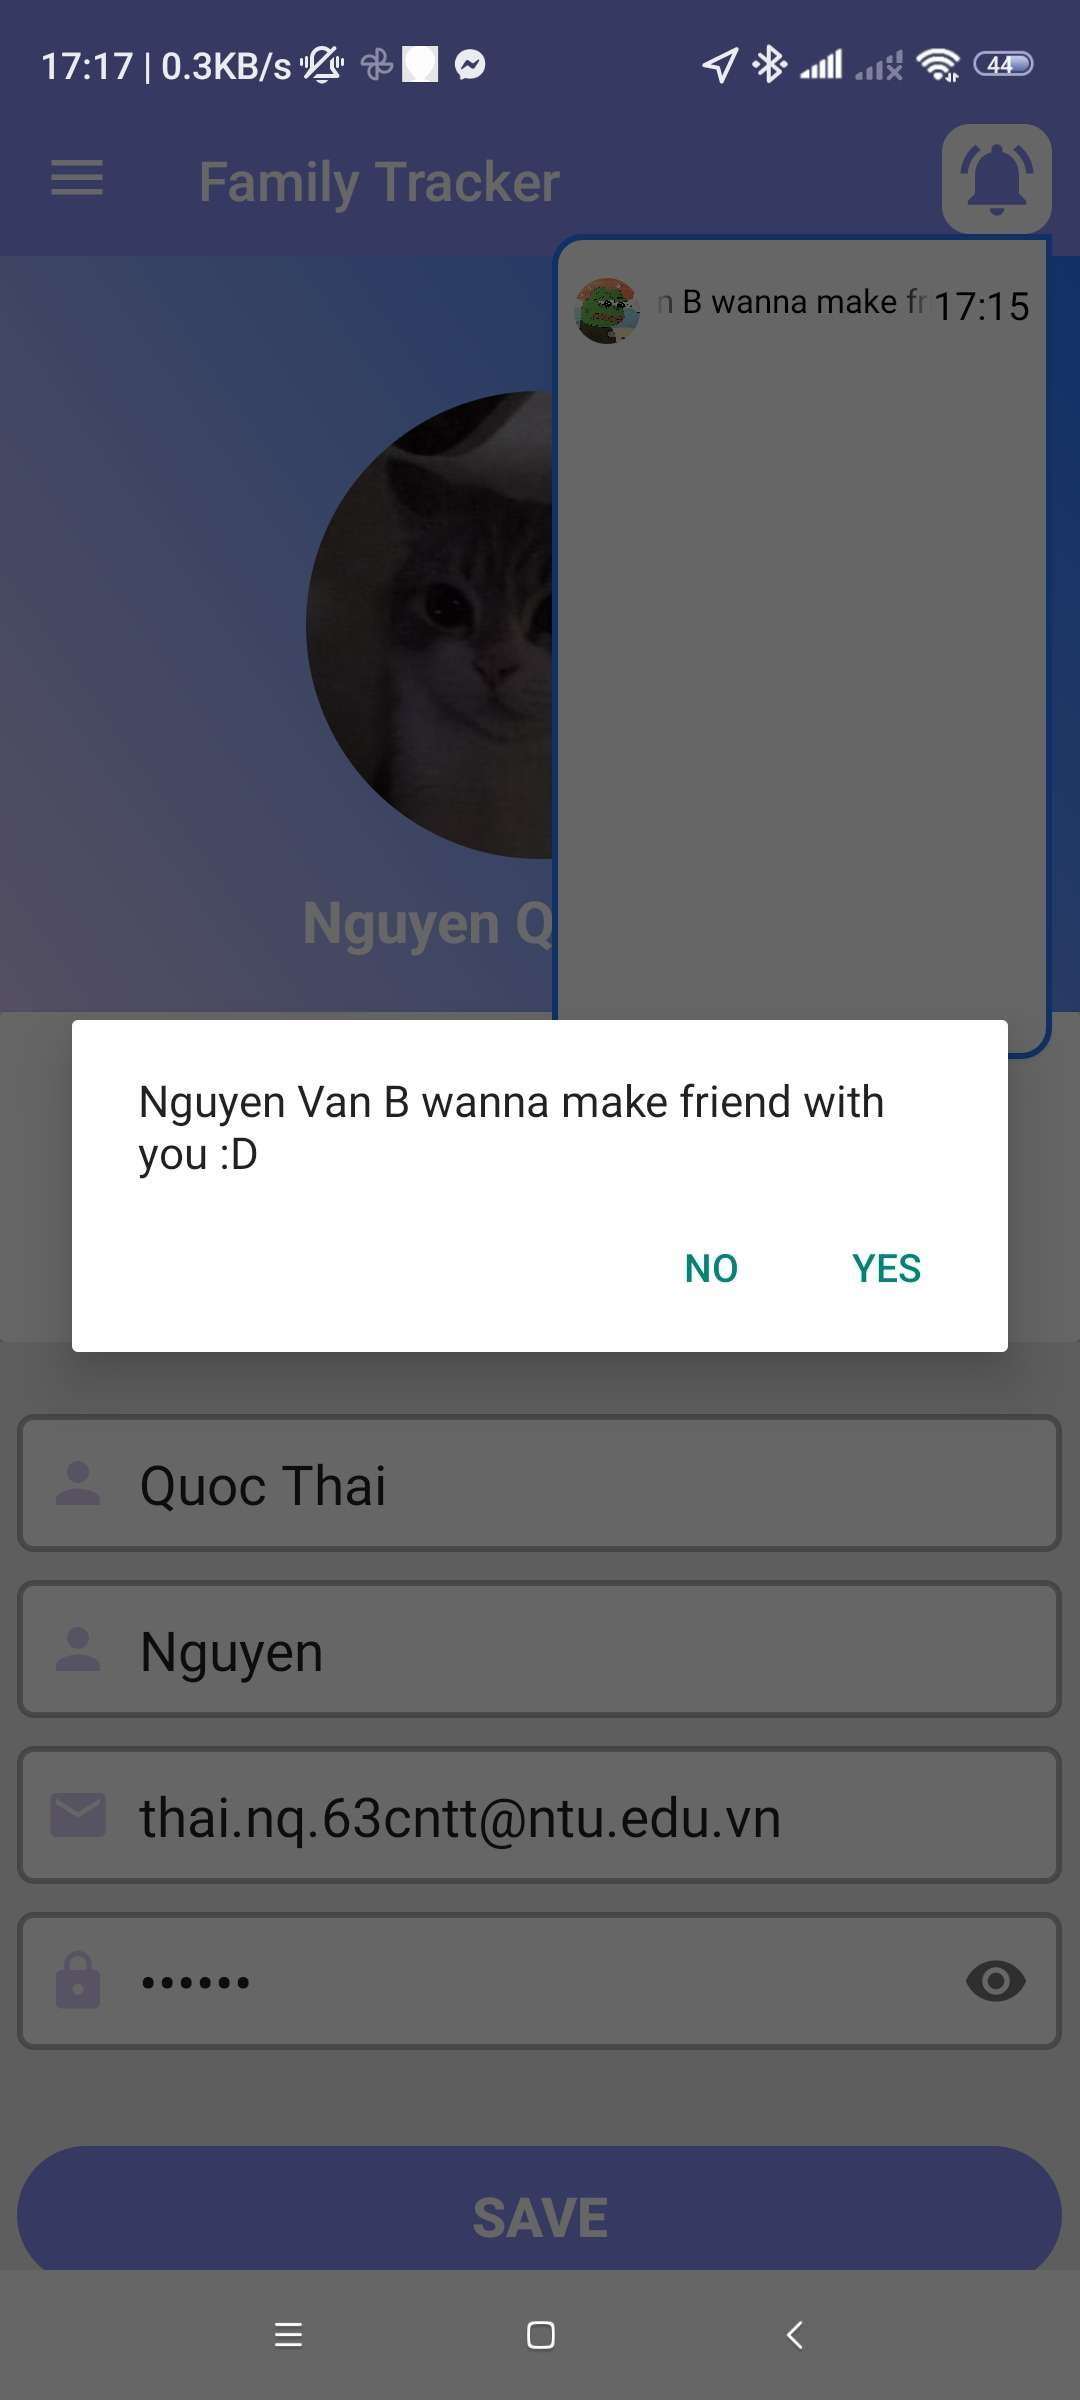 17:17 | 0.3KB/s
44
Family Tracker
n B wanna make fr 17:15
Nguyen Q
Nguyen Van B wanna make friend with
you :D
NO YES
Quoc Thai
Nguyen
thai.nq.63cntt@ntu.edu.vn
••••••
SAVE